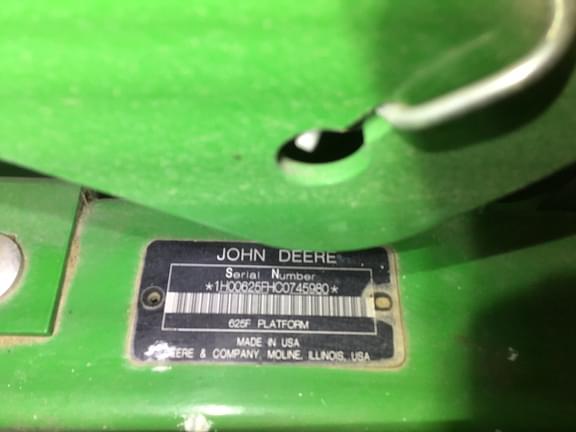 JOHN DEERE
Serial Number
*1H00625FHC0745980*
625F PLATFORM
MADE IN USA
DEERE & COMPANY, MOLINE, ILLINOIS, USA